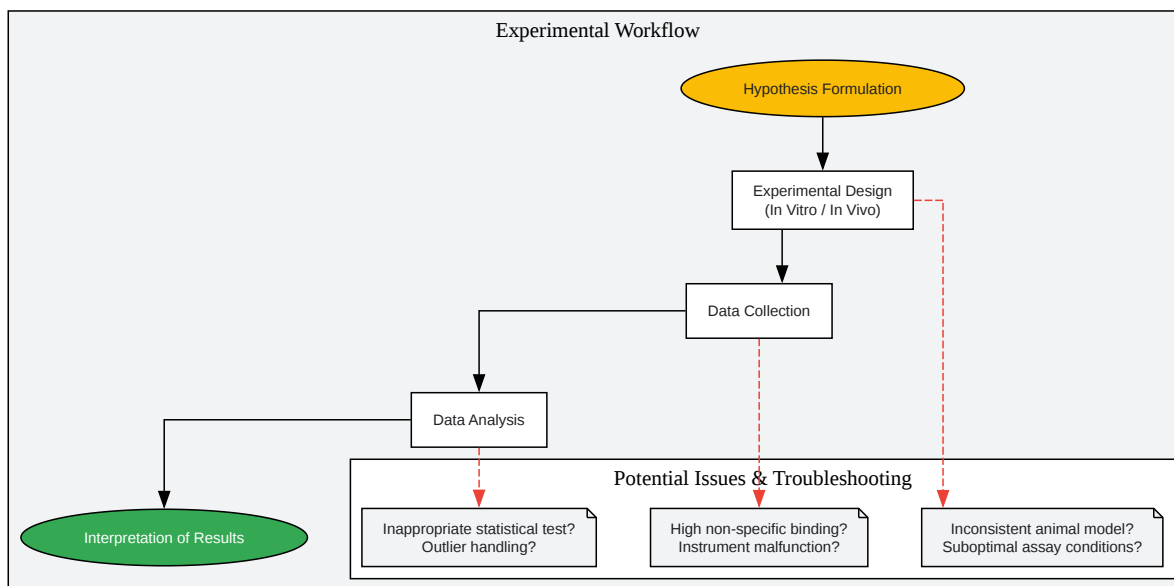 Experimental Workflow
Hypothesis Formulation
Experimental Design
(In Vitro / In Vivo)
Data Collection
Data Analysis
Potential Issues & Troubleshooting
Interpretation of Results
Inappropriate statistical test?
Outlier handling?
High non-specific binding?
Instrument malfunction?
Inconsistent animal model?
Suboptimal assay conditions?